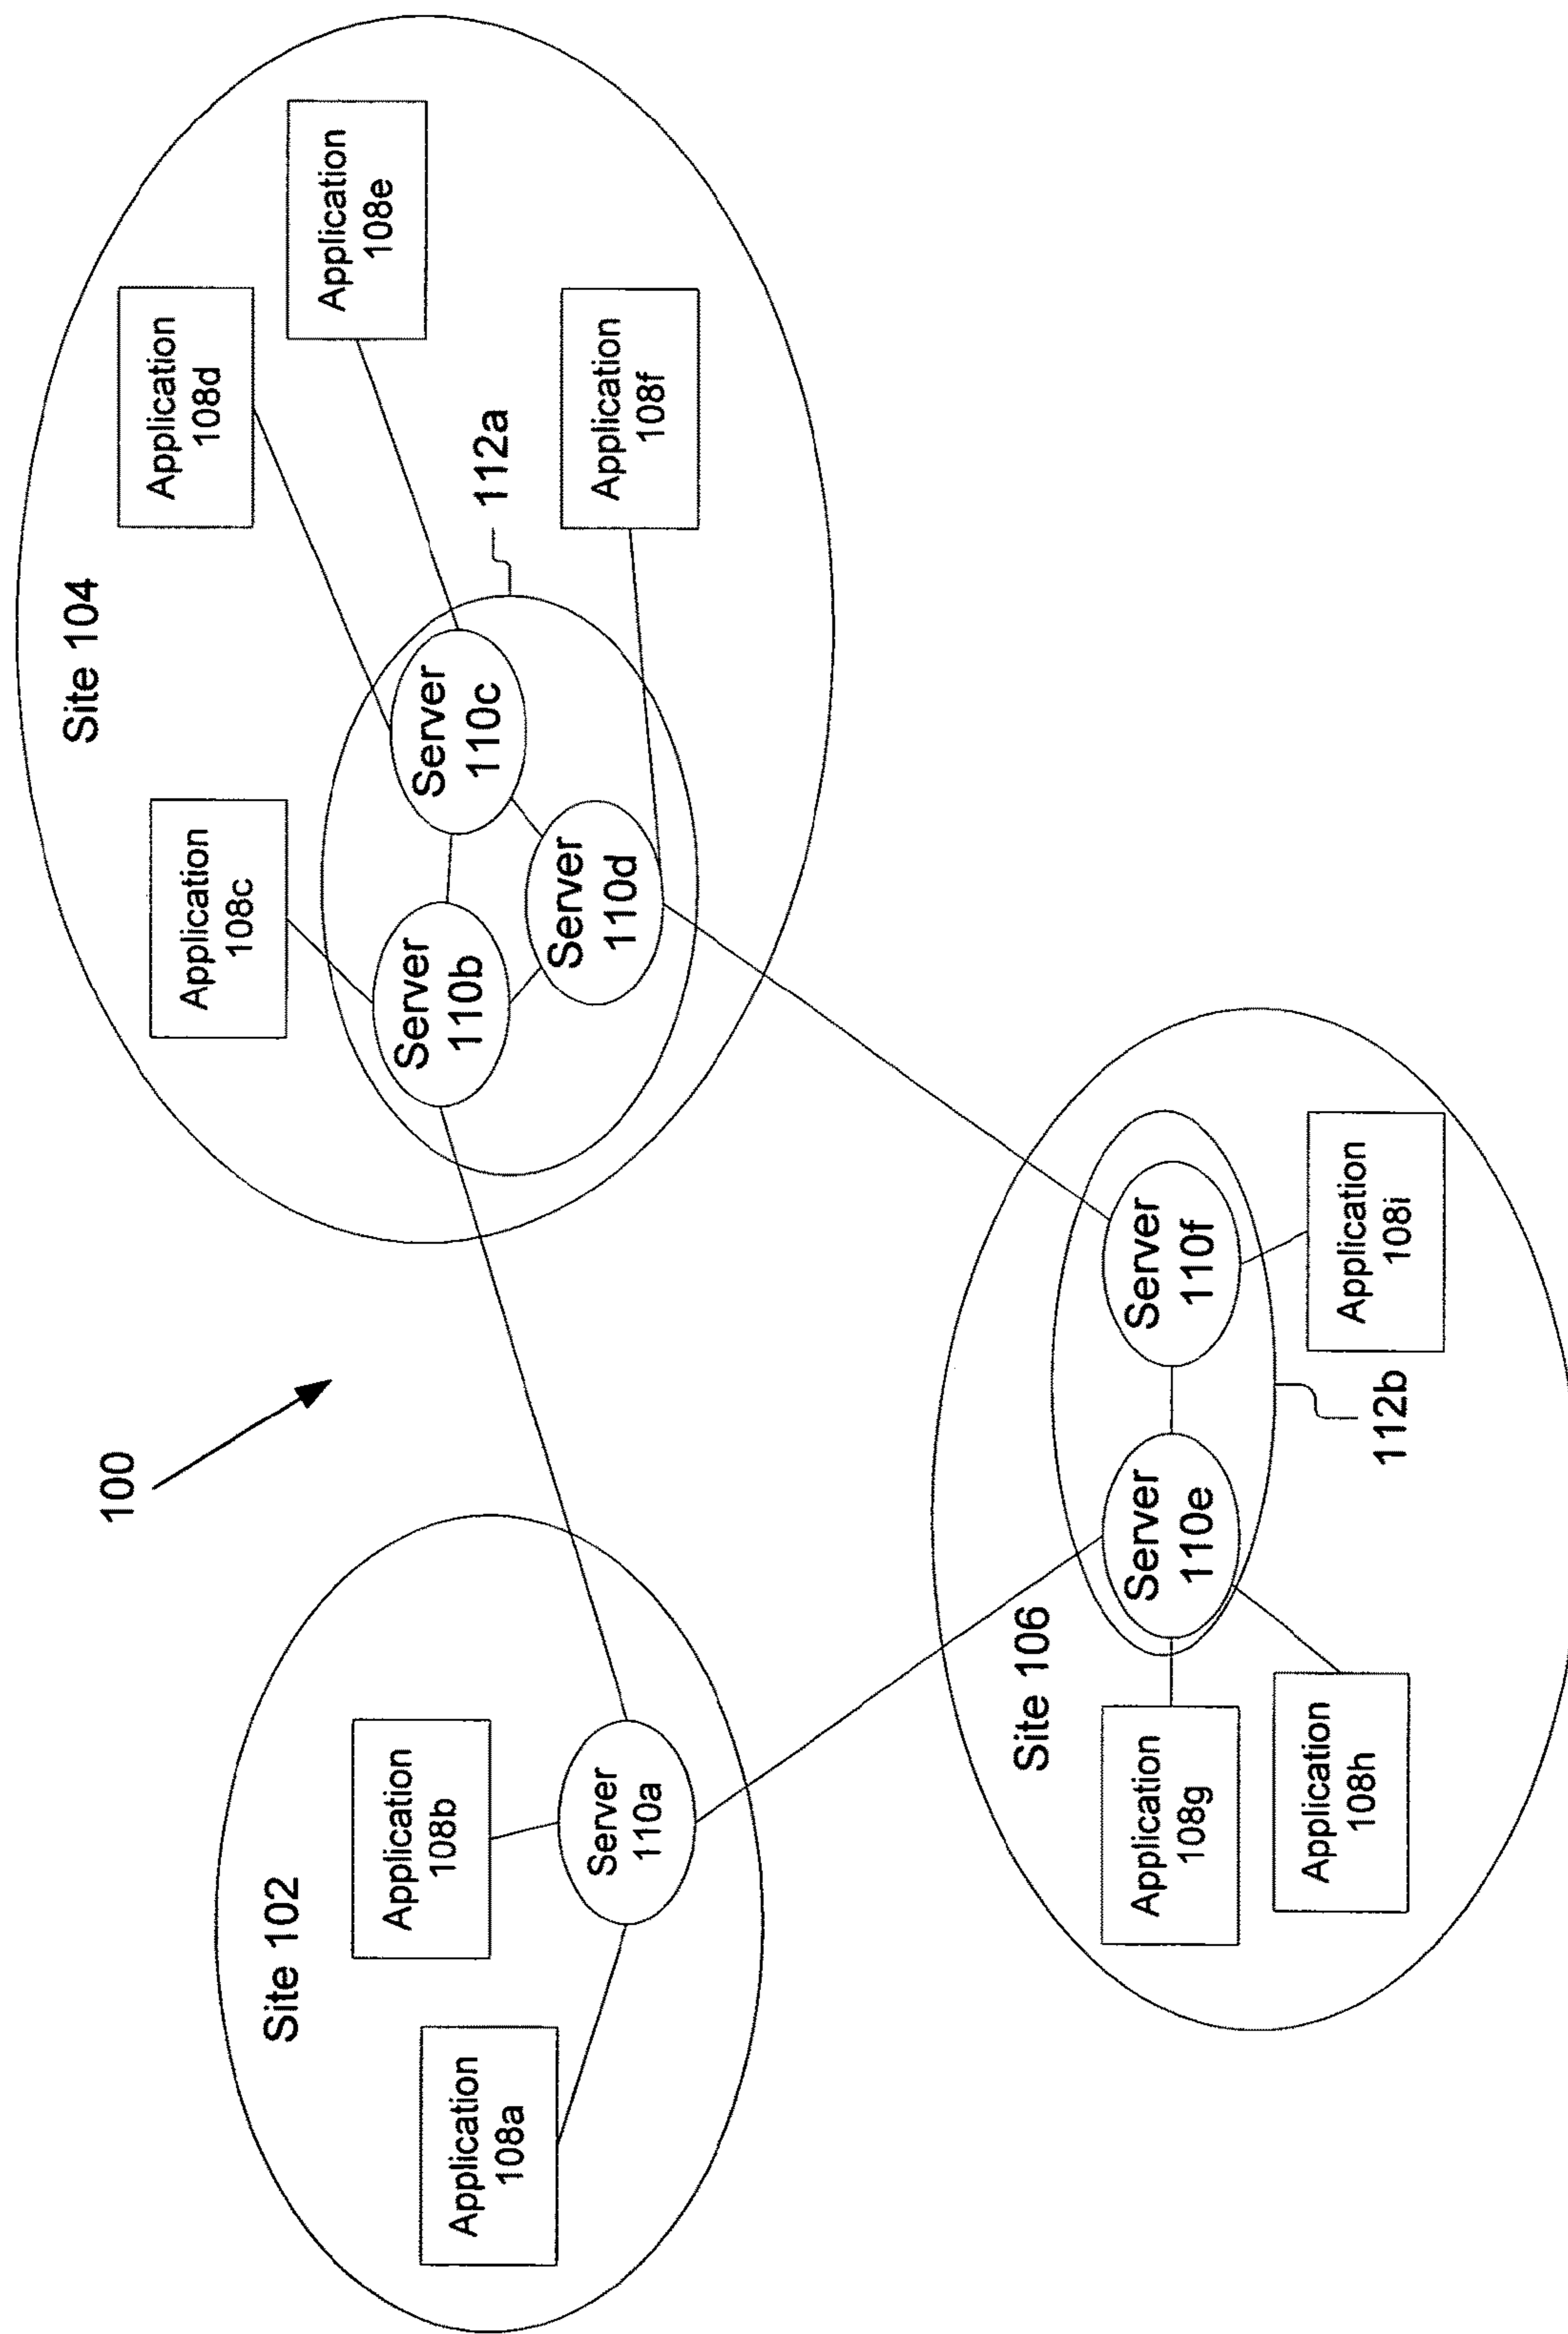 100
Site 102
Application
108a
Application
108b
Server
110a
Site 104
Application
108c
Application
108d
Application
108e
Server
110b
Server
110c
Server
110d
112a
Application
108f
Site 106
Application
108g
Application
108h
Server
110e
Server
110f
Application
108i
112b